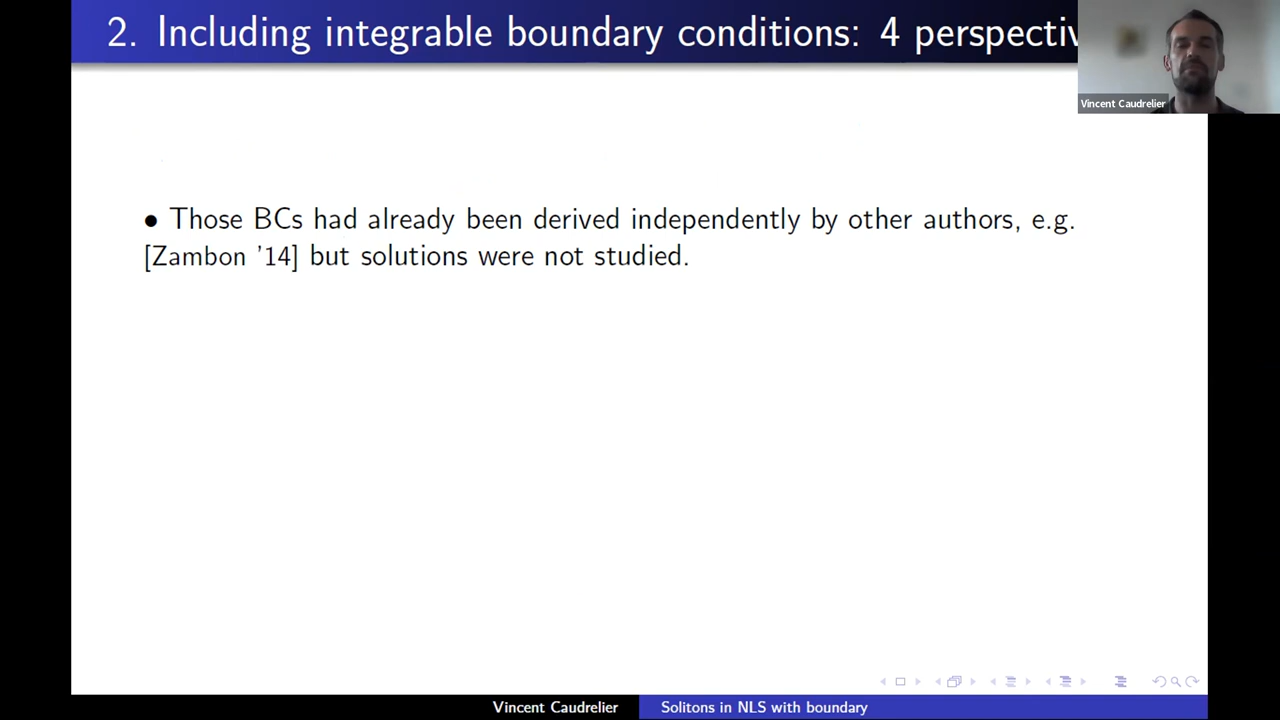 2. Including integrable boundary conditions: 4 perspectiv
Vincent Caudrelier
• Those BCs had already been derived independently by other authors, e.g.
[Zambon '14] but solutions were not studied.
Vincent Caudrelier
Solitons in NLS with boundary